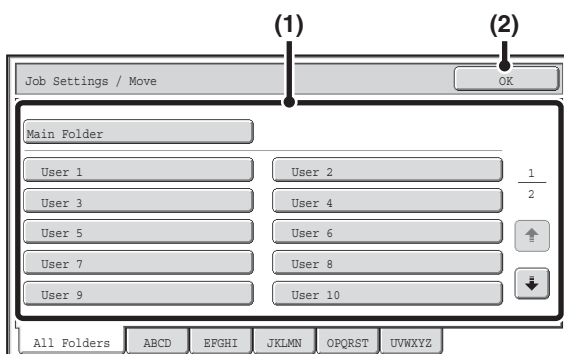 (1) (2)
Job Settings / Move OK
Main Folder
User 1 User 2 1
User 3 User 4 2
User 5 User 6
User 7 User 8
User 9 User 10
All Folders ABCD EFGHI JKLMN OPQRST UVWXYZ